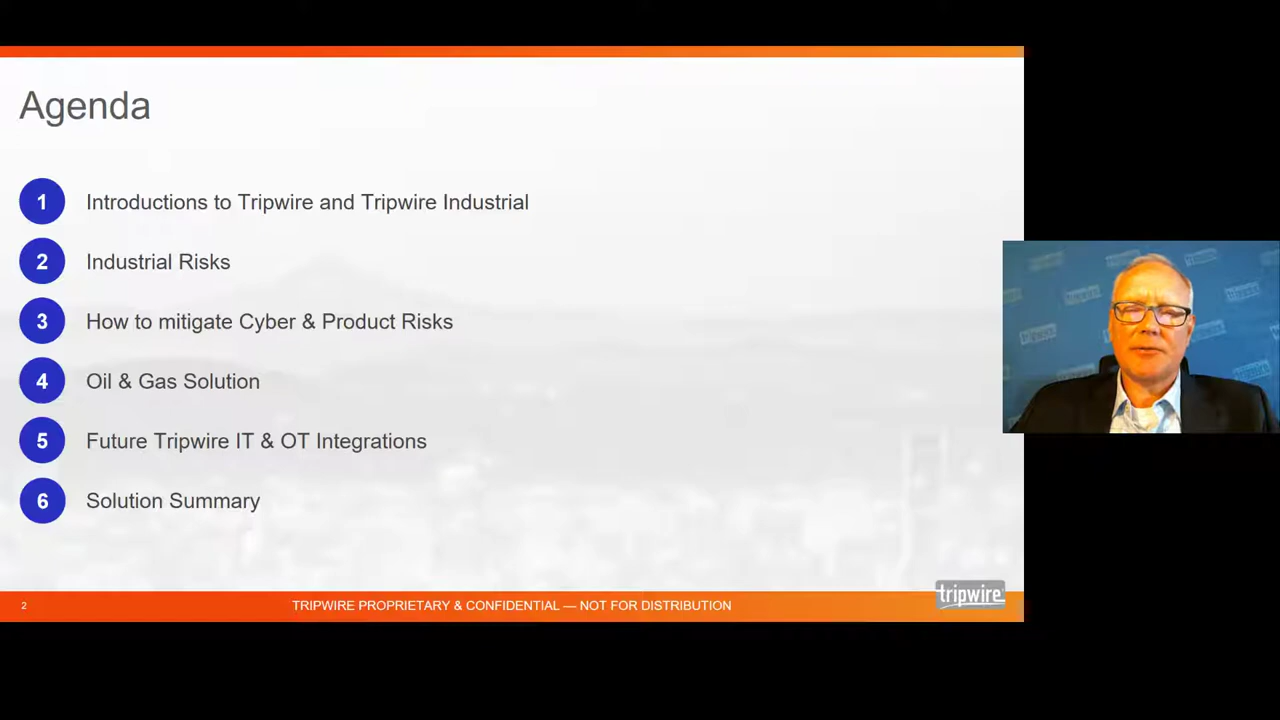 Agenda
1 Introductions to Tripwire and Tripwire Industrial
2 Industrial Risks
3 How to mitigate Cyber & Product Risks
4 Oil & Gas Solution
5 Future Tripwire IT & OT Integrations
6 Solution Summary
2
TRIPWIRE PROPRIETARY & CONFIDENTIAL — NOT FOR DISTRIBUTION
tripwire